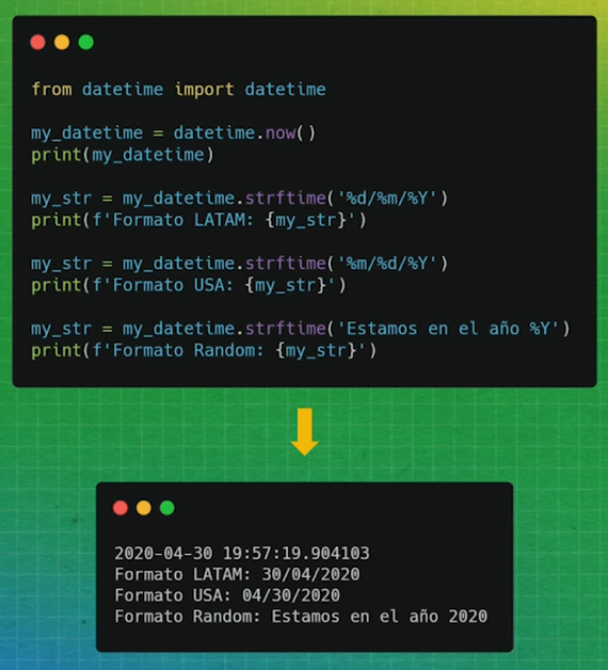 from datetime import datetime
my_datetime = datetime.now()
print(my_datetime)
my_str = my_datetime.strftime('%d/%m/%Y')
print(f'Formato LATAM: {my_str}')
my_str = my_datetime.strftime('%m/%d/%Y')
print(f'Formato USA: {my_str}')
my_str = my_datetime.strftime('Estamos en el año %Y')
print(f'Formato Random: {my_str}')
2020-04-30 19:57:19.904103
Formato LATAM: 30/04/2020
Formato USA: 04/30/2020
Formato Random: Estamos en el año 2020